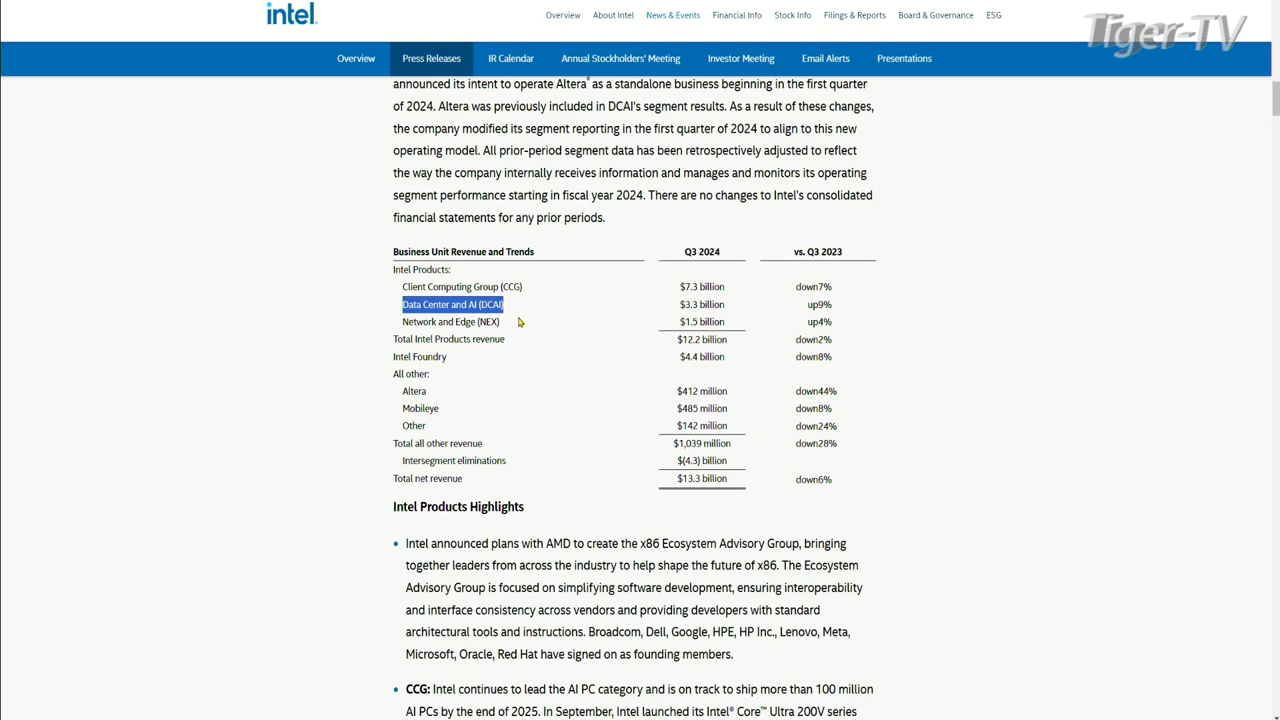 intel.
Overview About Intel News & Events Financial Info Stock Info Filings & Reports Board & Governance ESG
Tiger-TV
Overview Press Releases IR Calendar Annual Stockholders' Meeting Investor Meeting Email Alerts Presentations
announced its intent to operate Altera® as a standalone business beginning in the first quarter
of 2024. Altera was previously included in DCAI's segment results. As a result of these changes,
the company modified its segment reporting in the first quarter of 2024 to align to this new
operating model. All prior-period segment data has been retrospectively adjusted to reflect
the way the company internally receives information and manages and monitors its operating
segment performance starting in fiscal year 2024. There are no changes to Intel's consolidated
financial statements for any prior periods.
Business Unit Revenue and Trends Q3 2024 vs. Q3 2023
Intel Products:
Client Computing Group (CCG) $7.3 billion down7%
Data Center and AI (DCAI) $3.3 billion up9%
Network and Edge (NEX) $1.5 billion up4%
Total Intel Products revenue $12.2 billion down2%
Intel Foundry $4.4 billion down8%
All other:
Altera $412 million down44%
Mobileye $485 million down8%
Other $142 million down24%
Total all other revenue $1,039 million down28%
Intersegment eliminations $(4.3) billion
Total net revenue $13.3 billion down6%
Intel Products Highlights
• Intel announced plans with AMD to create the x86 Ecosystem Advisory Group, bringing
together leaders from across the industry to help shape the future of x86. The Ecosystem
Advisory Group is focused on simplifying software development, ensuring interoperability
and interface consistency across vendors and providing developers with standard
architectural tools and instructions. Broadcom, Dell, Google, HPE, HP Inc., Lenovo, Meta,
Microsoft, Oracle, Red Hat have signed on as founding members.
• CCG: Intel continues to lead the AI PC category and is on track to ship more than 100 million
AI PCs by the end of 2025. In September, Intel launched its Intel® Core™ Ultra 200V series